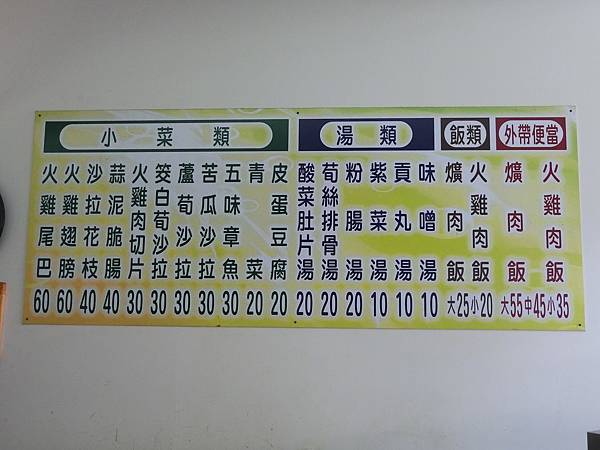 小菜類
火雞尾巴 60
火雞翅膀 60
沙拉花枝 40
蒜泥脆腸 40
火雞肉切片 30
筊白荀沙拉 30
蘆荀沙拉 30
苦瓜沙拉 30
五味章魚 30
青菜 20
皮蛋豆腐 20
湯類
酸菜肚片湯 20
荀絲排骨湯 20
粉腸湯 20
紫菜湯 10
貢丸湯 10
味噌湯 10
飯類
爌肉飯
火雞肉飯
大25小20
外帶便當
爌肉飯
火雞肉飯
大55中45小35